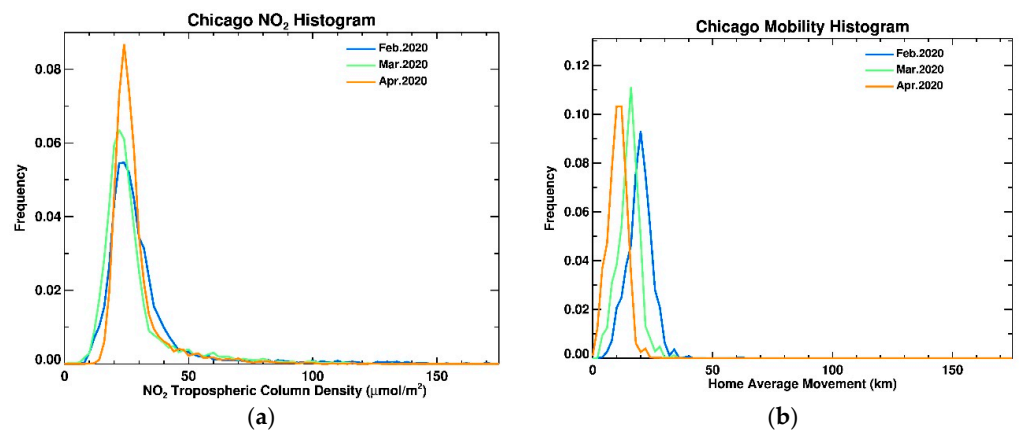 Chicago NO₂ Histogram
Feb.2020
Mar.2020
Apr.2020
0.08
0.06
0.04
0.02
0.00
Frequency
0 50 100 150
NO₂ Tropospheric Column Density (μmol/m²)
(a)
Chicago Mobility Histogram
Feb.2020
Mar.2020
Apr.2020
0.12
0.10
0.08
0.06
0.04
0.02
0.00
Frequency
0 50 100 150
Home Average Movement (km)
(b)